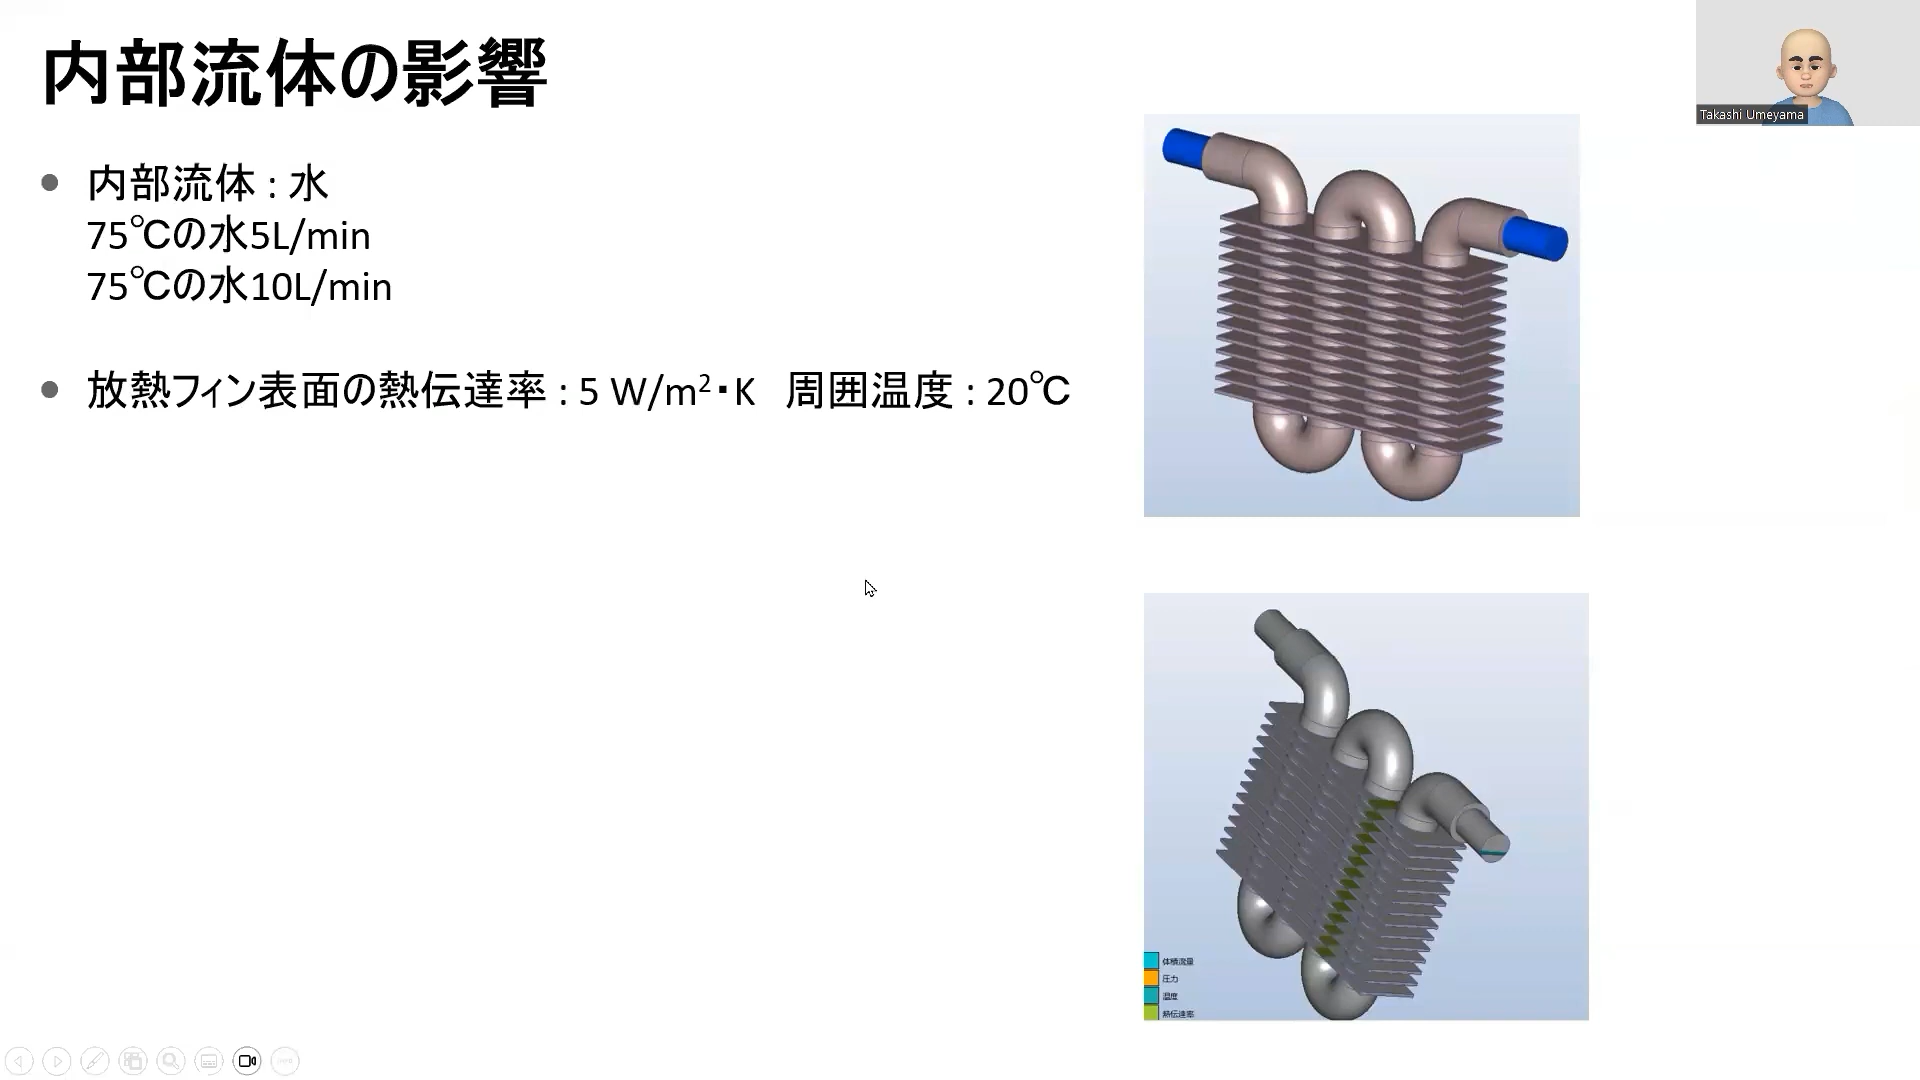 内部流体の影響
Takashi Umeyama
内部流体 : 水
75℃の水5L/min
75℃の水10L/min
放熱フィン表面の熱伝達率 : 5 W/m²・K 周囲温度 : 20℃
体積流量
圧力
温度
熱伝達率